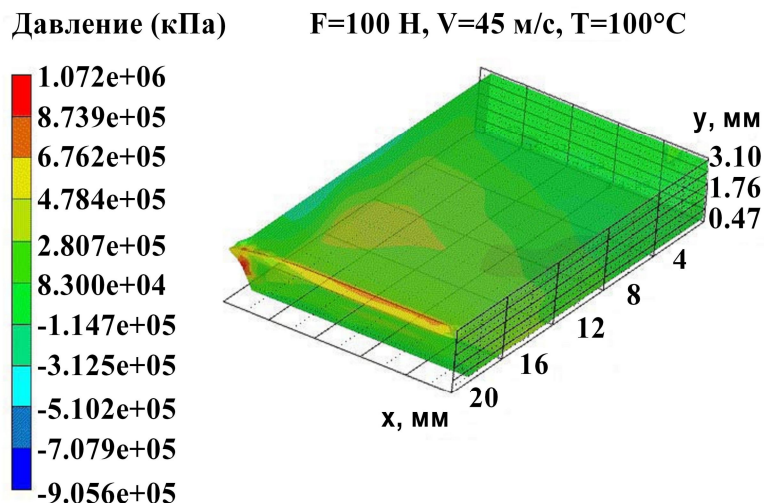 Давление (кПа)
F=100 Н, V=45 м/с, T=100°C
1.072e+06
8.739e+05
6.762e+05
4.784e+05
2.807e+05
8.300e+04
-1.147e+05
-3.125e+05
-5.102e+05
-7.079e+05
-9.056e+05
y, мм
3.10
1.76
0.47
4
8
12
16
20
x, мм